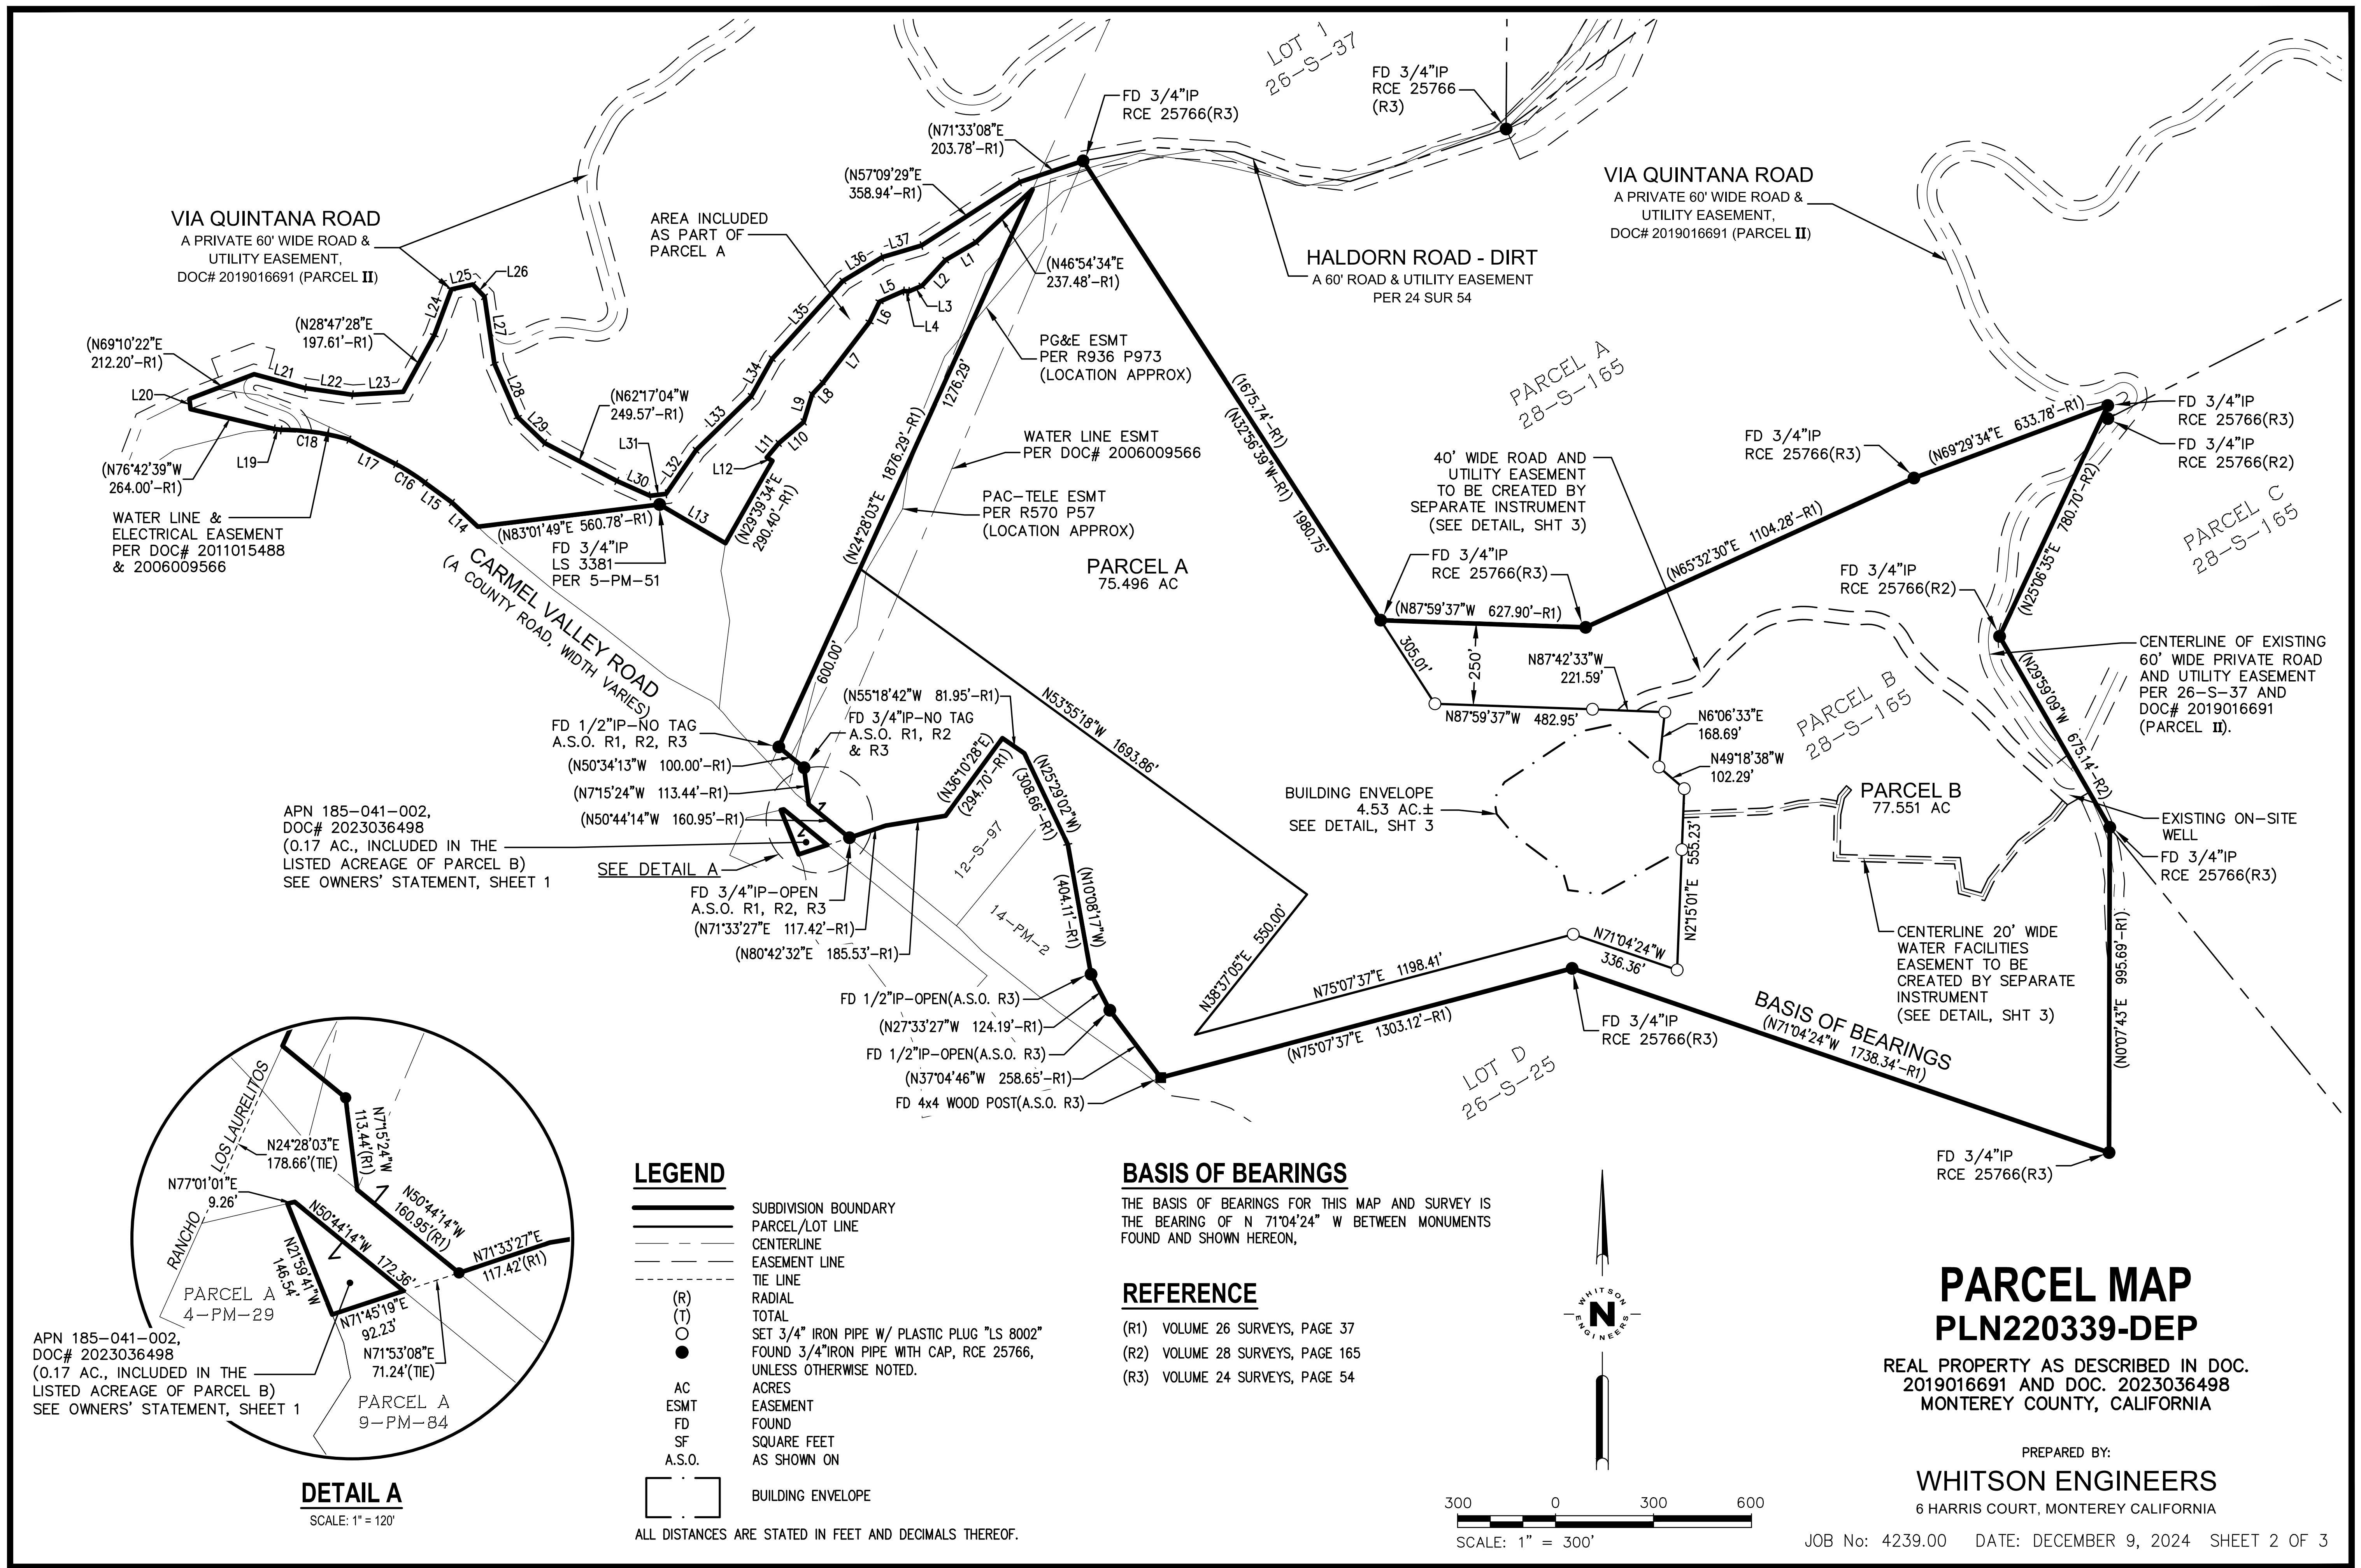 LOT 1
26-S-37
FD 3/4"IP
RCE 25766
(R3)
FD 3/4"IP
RCE 25766(R3)
(N71°33'08"E
203.78'-R1)
(N57°09'29"E
358.94'-R1)
VIA QUINTANA ROAD
A PRIVATE 60' WIDE ROAD &
UTILITY EASEMENT,
DOC# 2019016691 (PARCEL II)
AREA INCLUDED
AS PART OF
PARCEL A
VIA QUINTANA ROAD
A PRIVATE 60' WIDE ROAD &
UTILITY EASEMENT,
DOC# 2019016691 (PARCEL II)
HALDORN ROAD - DIRT
A 60' ROAD & UTILITY EASEMENT
PER 24 SUR 54
(N46°54'34"E
237.48'-R1)
L25
L26
L24
L27
L28
L29
L36
L37
L35
L34
L33
L32
L31
L30
L1
L2
L3
L4
L5
L6
L7
L8
L9
L10
L11
L12
L13
(N28°47'28"E
197.61'-R1)
(N69°10'22"E
212.20'-R1)
L20
L21
L22
L23
C18
L19
L17
C16
L15
L14
(N76°42'39"W
264.00'-R1)
(N62°17'04"W
249.57'-R1)
WATER LINE &
ELECTRICAL EASEMENT
PER DOC# 2011015488
& 2006009566
(N83°01'49"E 560.78'-R1)
FD 3/4"IP
LS 3381
PER 5-PM-51
(N29°39'34"E
290.40'-R1)
CARMEL VALLEY ROAD
(A COUNTY ROAD, WIDTH VARIES)
PG&E ESMT
PER R936 P973
(LOCATION APPROX)
WATER LINE ESMT
PER DOC# 2006009566
PAC-TELE ESMT
PER R570 P57
(LOCATION APPROX)
1276.29'
(N24°28'03"E 1876.29'-R1)
600.00'
PARCEL A
75.496 AC
(1675.74'-R1)
(N32°56'39"W-R1) 1980.75'
PARCEL A
28-S-165
40' WIDE ROAD AND
UTILITY EASEMENT
TO BE CREATED BY
SEPARATE INSTRUMENT
(SEE DETAIL, SHT 3)
FD 3/4"IP
RCE 25766(R3)
FD 3/4"IP
RCE 25766(R3)
(N69°29'34"E 633.78'-R1)
FD 3/4"IP
RCE 25766(R3)
FD 3/4"IP
RCE 25766(R2)
(N65°32'30"E 1104.28'-R1)
(N25°06'35"E 780.70'-R2)
PARCEL C
28-S-165
FD 3/4"IP
RCE 25766(R2)
(N87°59'37"W 627.90'-R1)
305.01'
250'
N87°42'33"W
221.59'
N87°59'37"W 482.95'
N6°06'33"E
168.69'
N49°18'38"W
102.29'
PARCEL B
28-S-165
CENTERLINE OF EXISTING
60' WIDE PRIVATE ROAD
AND UTILITY EASEMENT
PER 26-S-37 AND
DOC# 2019016691
(PARCEL II).
(N29°59'09"W 675.14'-R2)
BUILDING ENVELOPE
4.53 AC.±
SEE DETAIL, SHT 3
N2°15'01"E 555.23'
PARCEL B
77.551 AC
EXISTING ON-SITE
WELL
FD 3/4"IP
RCE 25766(R3)
CENTERLINE 20' WIDE
WATER FACILITIES
EASEMENT TO BE
CREATED BY SEPARATE
INSTRUMENT
(SEE DETAIL, SHT 3)
(N0°07'43"E 995.69'-R1)
FD 1/2"IP-NO TAG
A.S.O. R1, R2, R3
(N50°34'13"W 100.00'-R1)
(N7°15'24"W 113.44'-R1)
(N50°44'14"W 160.95'-R1)
(N55°18'42"W 81.95'-R1)
FD 3/4"IP-NO TAG
A.S.O. R1, R2
& R3
N53°55'18"W 1693.86'
APN 185-041-002,
DOC# 2023036498
(0.17 AC., INCLUDED IN THE
LISTED ACREAGE OF PARCEL B)
SEE OWNERS' STATEMENT, SHEET 1
SEE DETAIL A
FD 3/4"IP-OPEN
A.S.O. R1, R2, R3
(N71°33'27"E 117.42'-R1)
(N80°42'32"E 185.53'-R1)
(N36°10'28"E)
(294.70'-R1)
(N25°29'02"W)
(308.66'-R1)
12-S-97
14-PM-2
(N10°08'17"W)
(404.11'-R1)
FD 1/2"IP-OPEN(A.S.O. R3)
(N27°33'27"W 124.19'-R1)
FD 1/2"IP-OPEN(A.S.O. R3)
(N37°04'46"W 258.65'-R1)
FD 4x4 WOOD POST(A.S.O. R3)
N38°37'05"E 550.00'
N75°07'37"E 1198.41'
(N75°07'37"E 1303.12'-R1)
N71°04'24"W
336.36'
FD 3/4"IP
RCE 25766(R3)
BASIS OF BEARINGS
(N71°04'24"W 1738.34'-R1)
LOT D
26-S-25
FD 3/4"IP
RCE 25766(R3)
RANCHO LOS LAURELITOS
N24°28'03"E
178.66'(TIE)
N7°15'24"W
113.44'(R1)
N77°01'01"E
9.26'
N50°44'14"W
160.95'(R1)
N50°44'14"W 172.36'
N71°33'27"E
117.42'(R1)
N21°59'41"W
146.54'
N71°45'19"E
92.23'
N71°53'08"E
71.24'(TIE)
PARCEL A
4-PM-29
APN 185-041-002,
DOC# 2023036498
(0.17 AC., INCLUDED IN THE
LISTED ACREAGE OF PARCEL B)
SEE OWNERS' STATEMENT, SHEET 1
PARCEL A
9-PM-84
DETAIL A
SCALE: 1" = 120'
LEGEND
SUBDIVISION BOUNDARY
PARCEL/LOT LINE
CENTERLINE
EASEMENT LINE
TIE LINE
(R) RADIAL
(T) TOTAL
SET 3/4" IRON PIPE W/ PLASTIC PLUG "LS 8002"
FOUND 3/4"IRON PIPE WITH CAP, RCE 25766,
UNLESS OTHERWISE NOTED.
AC ACRES
ESMT EASEMENT
FD FOUND
SF SQUARE FEET
A.S.O. AS SHOWN ON
BUILDING ENVELOPE
ALL DISTANCES ARE STATED IN FEET AND DECIMALS THEREOF.
BASIS OF BEARINGS
THE BASIS OF BEARINGS FOR THIS MAP AND SURVEY IS
THE BEARING OF N 71°04'24" W BETWEEN MONUMENTS
FOUND AND SHOWN HEREON,
REFERENCE
(R1) VOLUME 26 SURVEYS, PAGE 37
(R2) VOLUME 28 SURVEYS, PAGE 165
(R3) VOLUME 24 SURVEYS, PAGE 54
WHITSON
N
ENGINEERS
300 0 300 600
SCALE: 1" = 300'
PARCEL MAP
PLN220339-DEP
REAL PROPERTY AS DESCRIBED IN DOC.
2019016691 AND DOC. 2023036498
MONTEREY COUNTY, CALIFORNIA
PREPARED BY:
WHITSON ENGINEERS
6 HARRIS COURT, MONTEREY CALIFORNIA
JOB No: 4239.00 DATE: DECEMBER 9, 2024 SHEET 2 OF 3